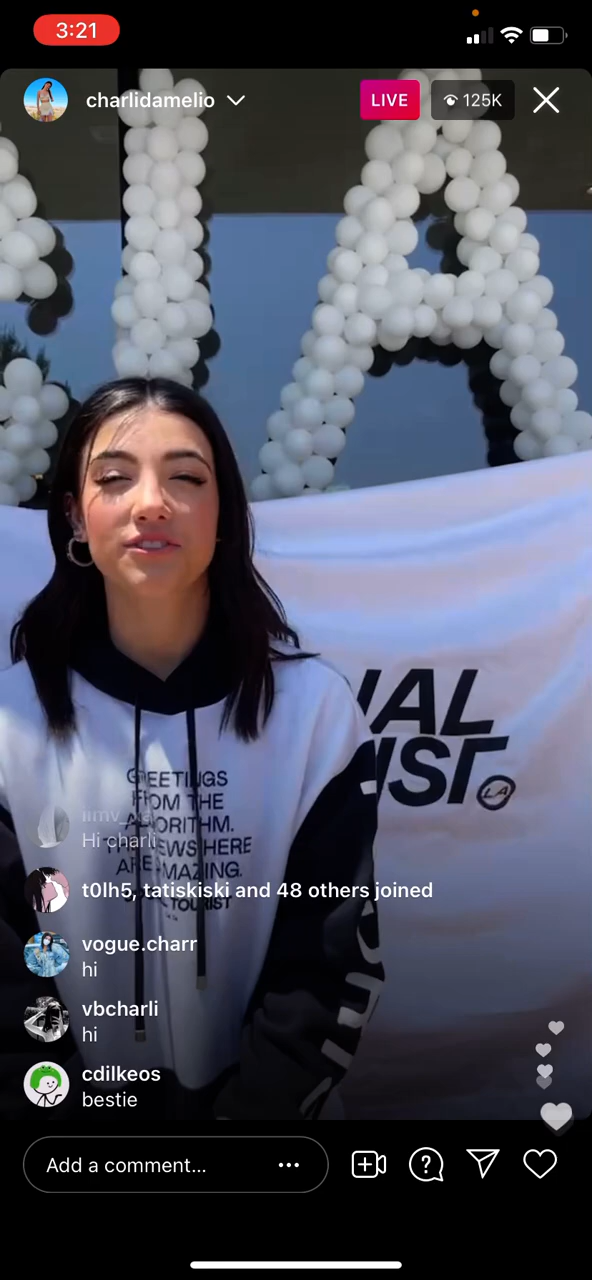 3:21
charlidamelio
LIVE
125K
IAL
IST
LA
GREETINGS
FROM THE
ALGORITHM.
VIEWS HERE
ARE AMAZING.
TOURIST
Hi charli
t0lh5, tatiskiski and 48 others joined
vogue.charr
hi
vbcharli
hi
cdilkeos
bestie
Add a comment...